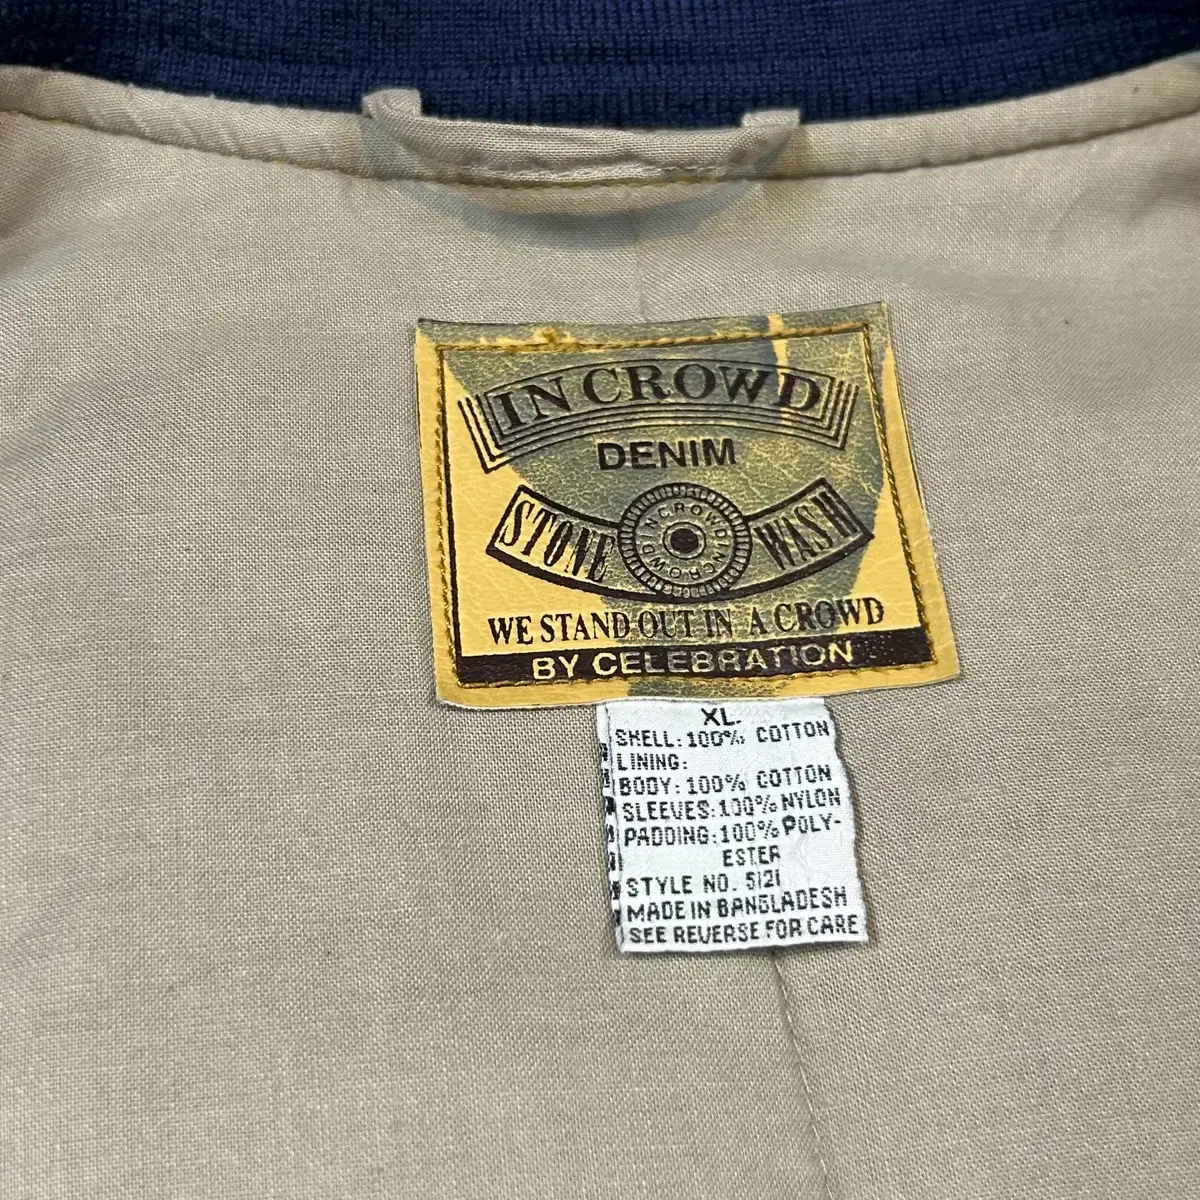 IN CROWD
DENIM
STONE WASH
INCROWDINCROWD
WE STAND OUT IN A CROWD
BY CELEBRATION
XL.
SHELL: 100% COTTON
LINING:
BODY: 100% COTTON
SLEEVES: 100% NYLON
PADDING: 100% POLY-
ESTER
STYLE NO. 5121
MADE IN BANGLADESH
SEE REVERSE FOR CARE